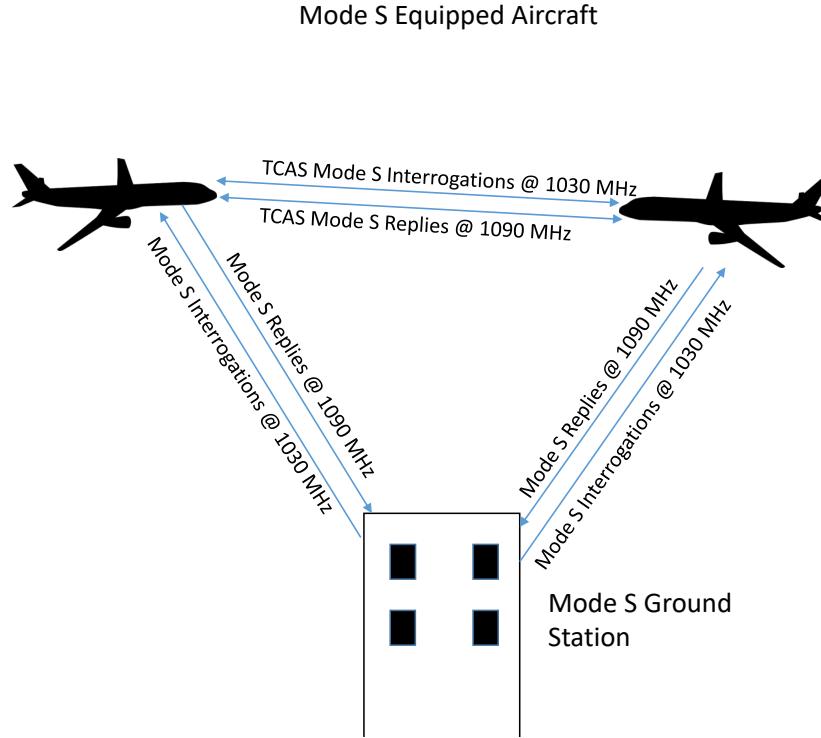 Mode S Equipped Aircraft
TCAS Mode S Interrogations @ 1030 MHz
TCAS Mode S Replies @ 1090 MHz
Mode S Interrogations @ 1030 MHz
Mode S Replies @ 1090 MHz
Mode S Replies @ 1090 MHz
Mode S Interrogations @ 1030 MHz
Mode S Ground
Station